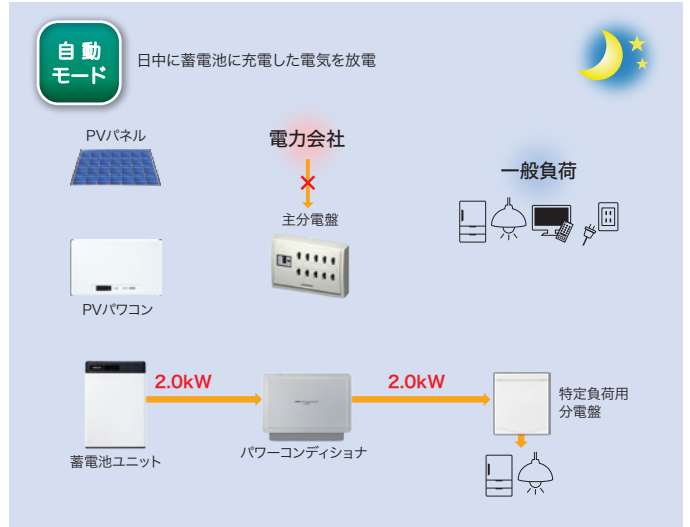 自動
モード
日中に蓄電池に充電した電気を放電
PVパネル
電力会社
一般負荷
主分電盤
PVパワコン
2.0kW
2.0kW
特定負荷用
分電盤
蓄電池ユニット
パワーコンディショナ